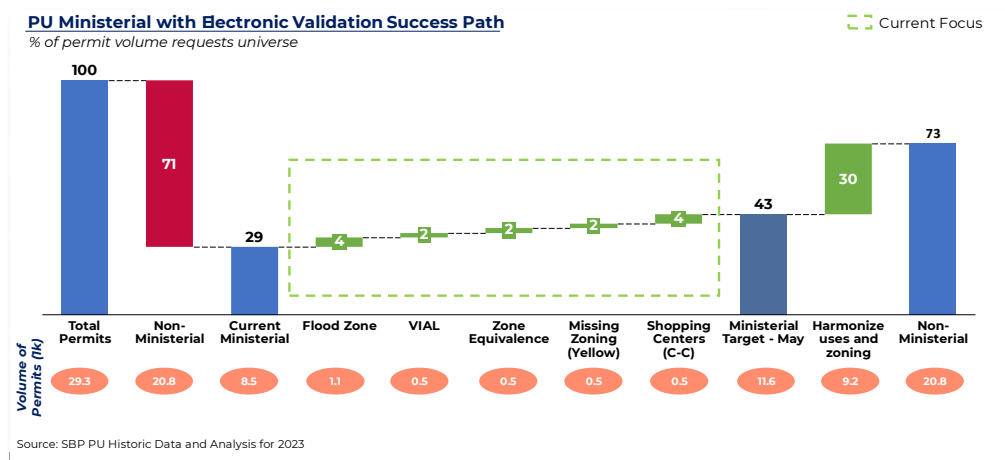 PU Ministerial with Electronic Validation Success Path
% of permit volume requests universe
Current Focus
100
71
29
4
2
2
2
4
43
30
73
Total
Permits
Non-
Ministerial
Current
Ministerial
Flood Zone
VIAL
Zone
Equivalence
Missing
Zoning
(Yellow)
Shopping
Centers
(C-C)
Ministerial
Target - May
Harmonize
uses and
zoning
Non-
Ministerial
Volume of
Permits (1k)
29.3
20.8
8.5
1.1
0.5
0.5
0.5
0.5
11.6
9.2
20.8
Source: SBP PU Historic Data and Analysis for 2023